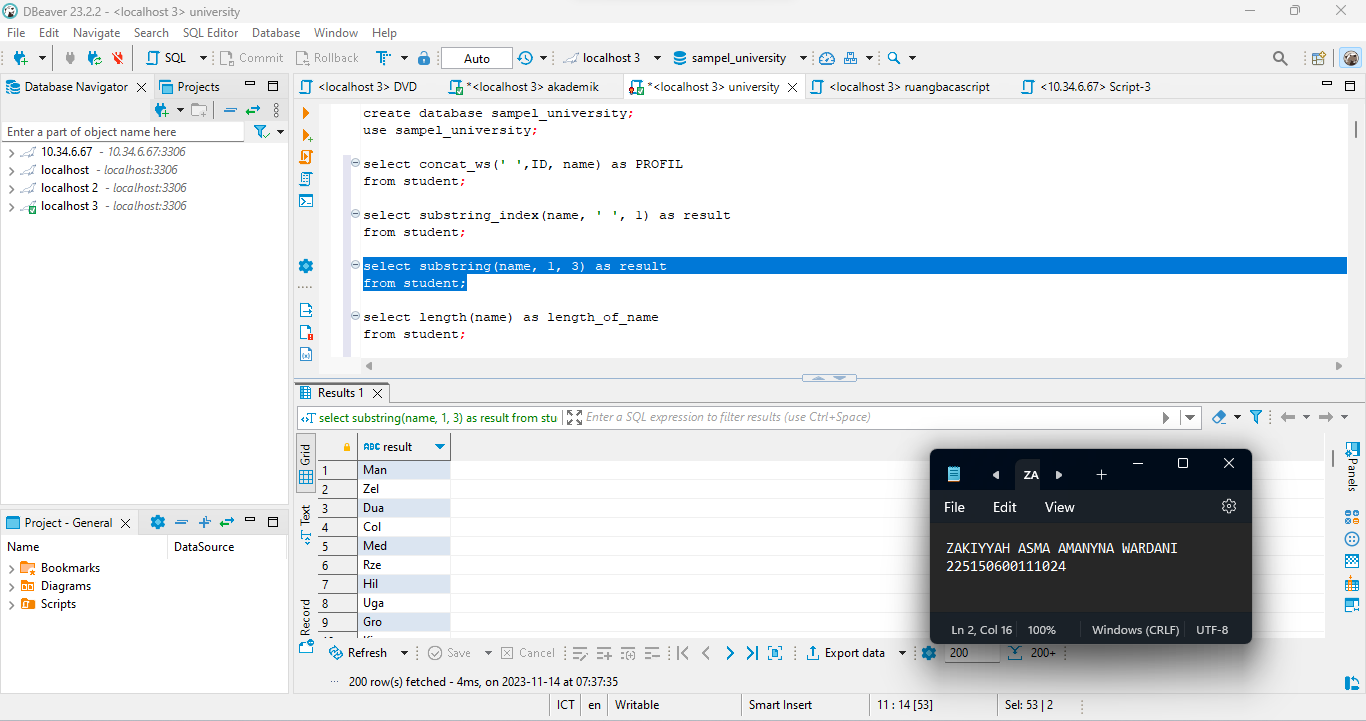 DBeaver 23.2.2 - <localhost 3> university
File Edit Navigate Search SQL Editor Database Window Help
SQL Commit Rollback Auto localhost 3 sampel_university
Database Navigator Projects
Enter a part of object name here
10.34.6.67 - 10.34.6.67:3306
localhost - localhost:3306
localhost 2 - localhost:3306
localhost 3 - localhost:3306
Project - General
Name DataSource
Bookmarks
Diagrams
Scripts
<localhost 3> DVD *<localhost 3> akademik *<localhost 3> university <localhost 3> ruangbacascript <10.34.6.67> Script-3
create database sampel_university;
use sampel_university;
select concat_ws(' ',ID, name) as PROFIL
from student;
select substring_index(name, ' ', 1) as result
from student;
select substring(name, 1, 3) as result
from student;
select length(name) as length_of_name
from student;
Results 1
select substring(name, 1, 3) as result from stu Enter a SQL expression to filter results (use Ctrl+Space)
Grid
Text
Record
ABC result
1 Man
2 Zel
3 Dua
4 Col
5 Med
6 Rze
7 Hil
8 Uga
9 Gro
Panels
ZA
File Edit View
ZAKIYYAH ASMA AMANYNA WARDANI
225150600111024
Ln 2, Col 16 100% Windows (CRLF) UTF-8
Refresh Save Cancel Export data 200 200+
200 row(s) fetched - 4ms, on 2023-11-14 at 07:37:35
ICT en Writable Smart Insert 11 : 14 [53] Sel: 53 | 2